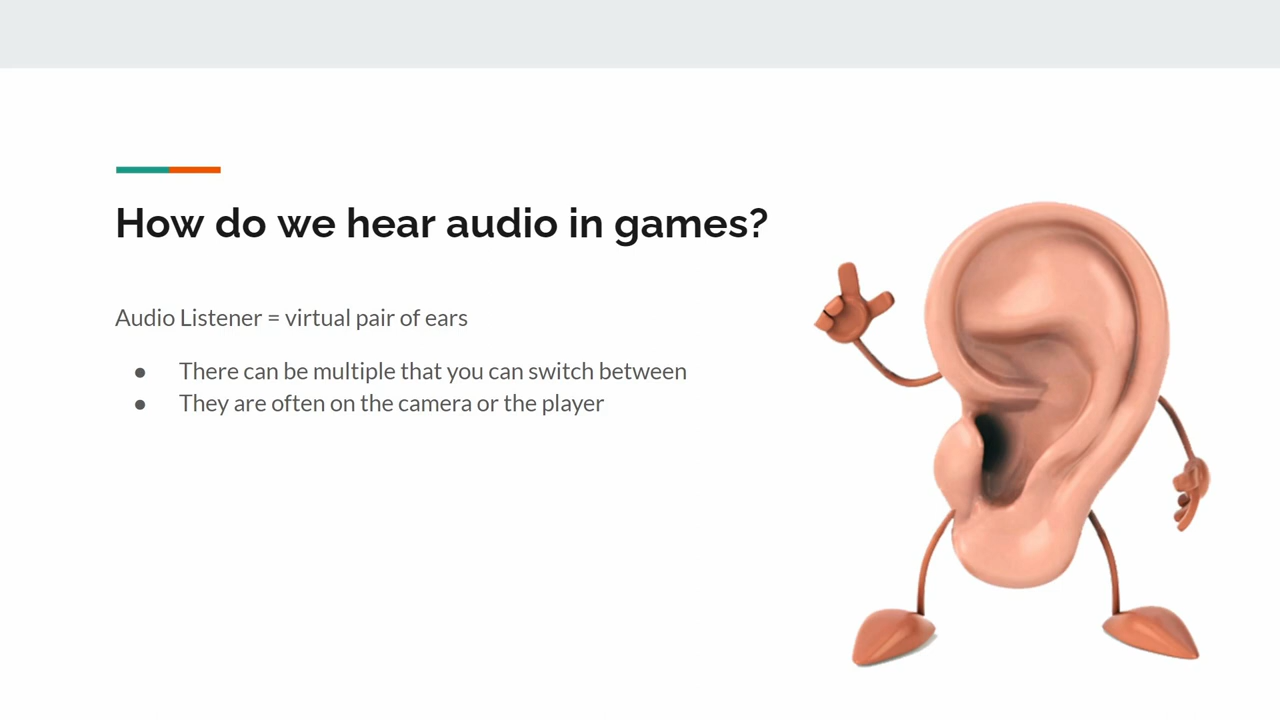 How do we hear audio in games?
Audio Listener = virtual pair of ears
● There can be multiple that you can switch between
● They are often on the camera or the player